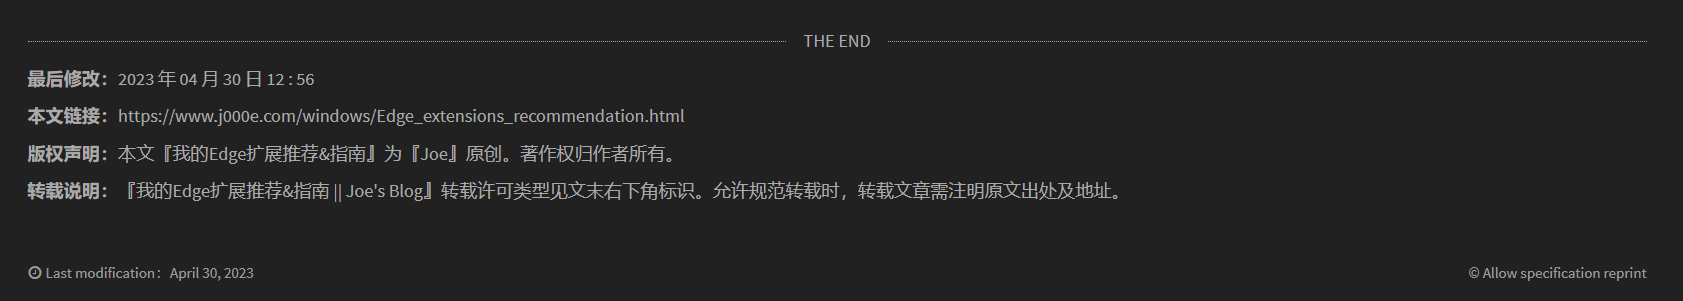 THE END
最后修改：2023 年 04 月 30 日 12 : 56
本文链接：https://www.j000e.com/windows/Edge_extensions_recommendation.html
版权声明：本文『我的Edge扩展推荐&指南』为『Joe』原创。著作权归作者所有。
转载说明：『我的Edge扩展推荐&指南 || Joe's Blog』转载许可类型见文末右下角标识。允许规范转载时，转载文章需注明原文出处及地址。
Last modification：April 30, 2023
© Allow specification reprint